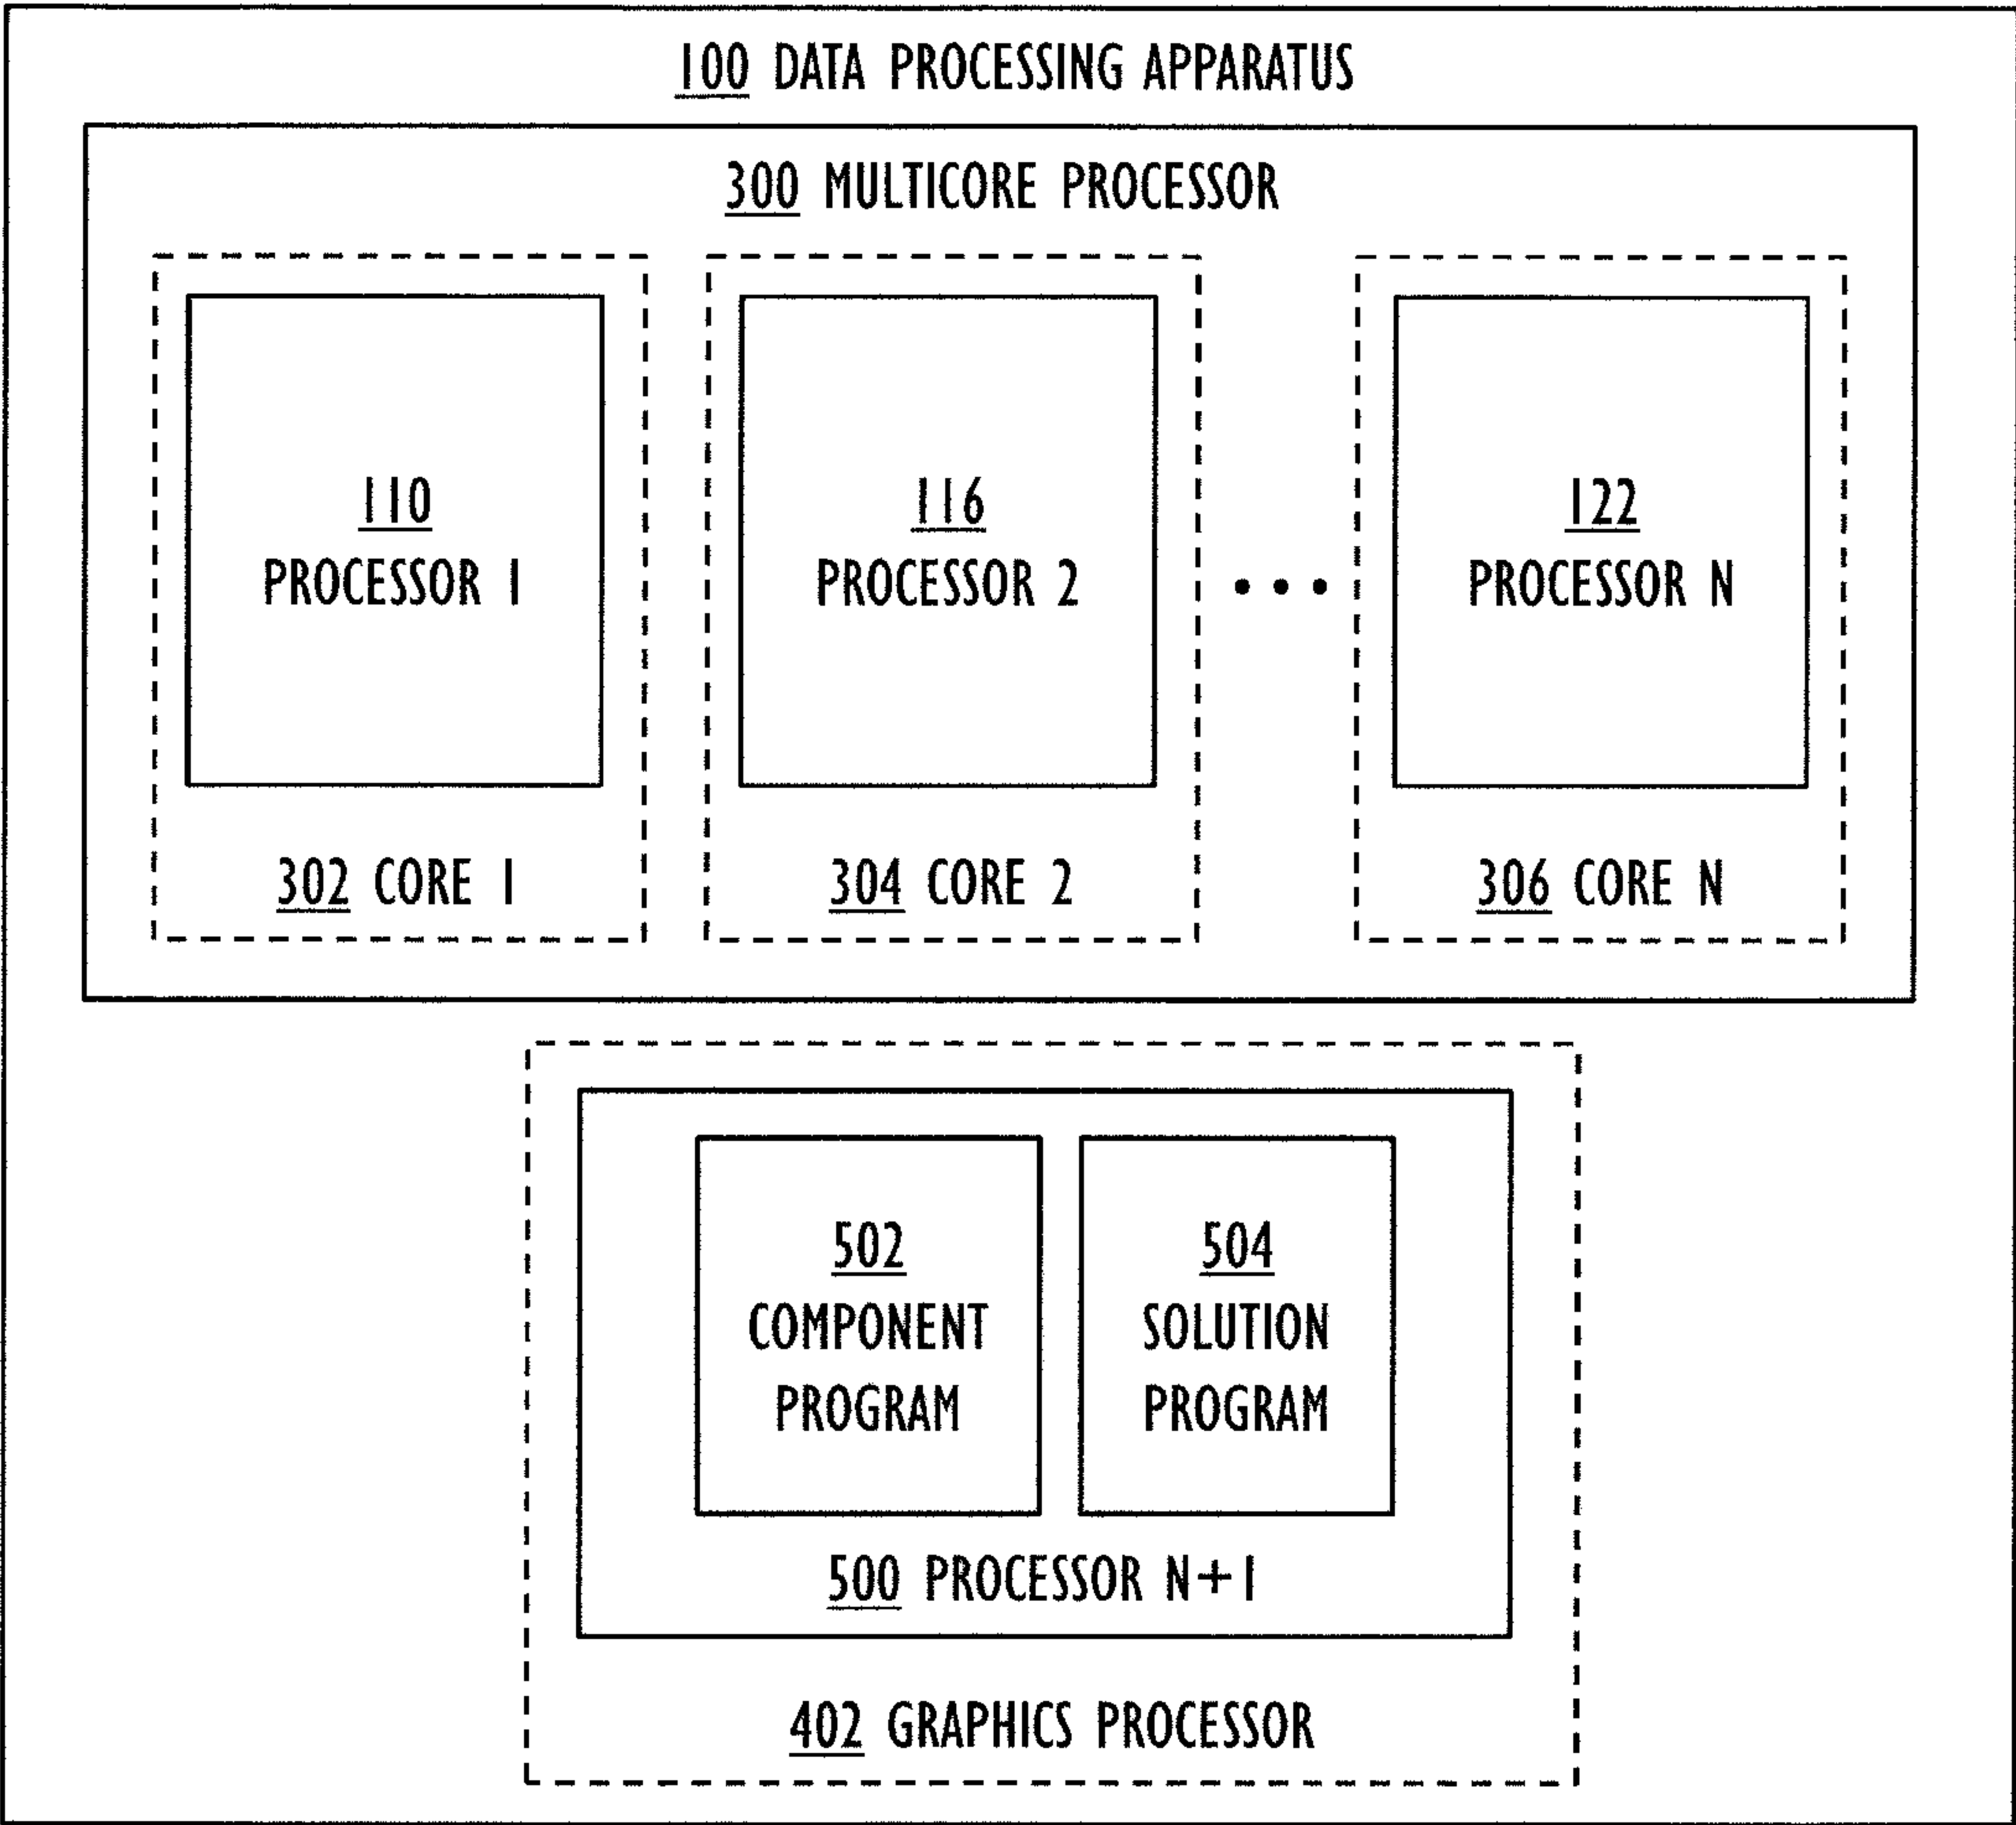 100 DATA PROCESSING APPARATUS
300 MULTICORE PROCESSOR
110
PROCESSOR 1
116
PROCESSOR 2
• • •
122
PROCESSOR N
302 CORE 1
304 CORE 2
306 CORE N
502
COMPONENT
PROGRAM
504
SOLUTION
PROGRAM
500 PROCESSOR N+1
402 GRAPHICS PROCESSOR